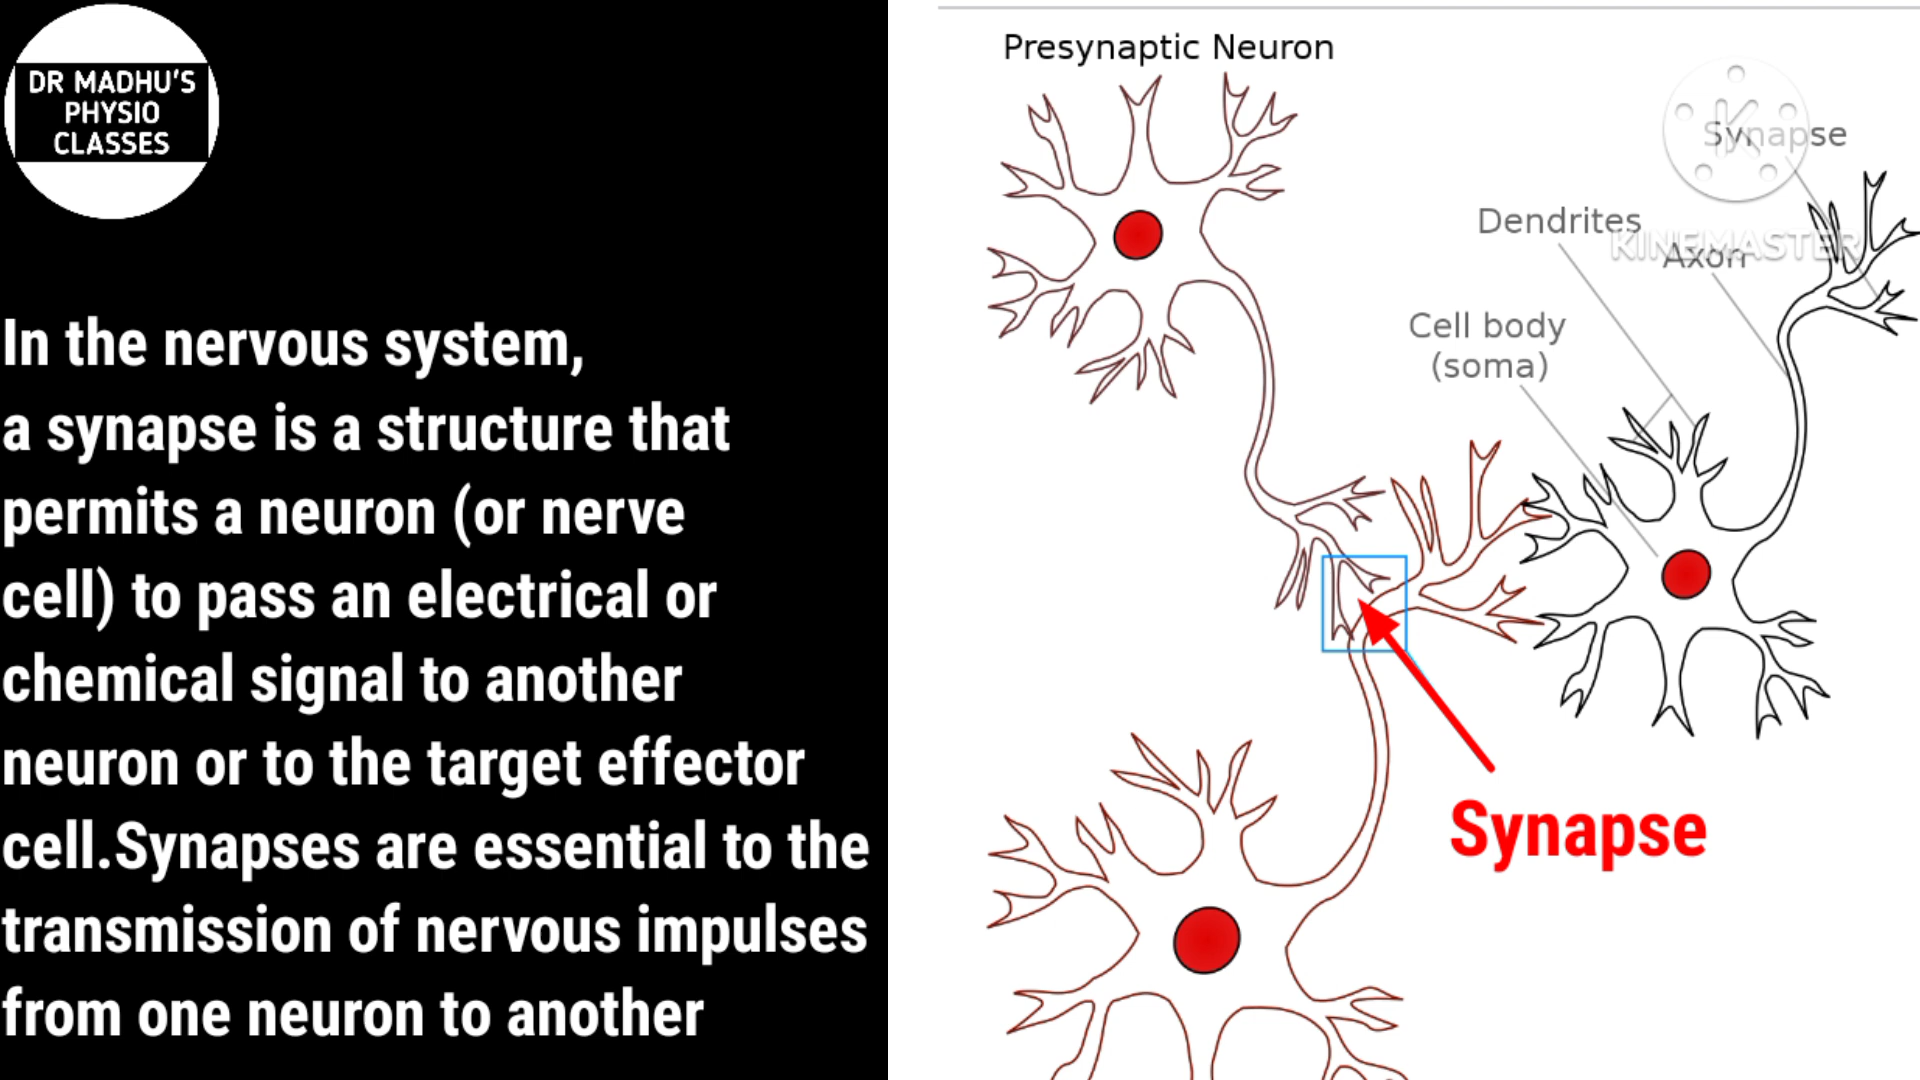 DR MADHU'S
PHYSIO
CLASSES
In the nervous system,
a synapse is a structure that
permits a neuron (or nerve
cell) to pass an electrical or
chemical signal to another
neuron or to the target effector
cell.Synapses are essential to the
transmission of nervous impulses
from one neuron to another
Presynaptic Neuron
Synapse
Dendrites
KINEMASTER
Axon
Cell body
(soma)
Synapse